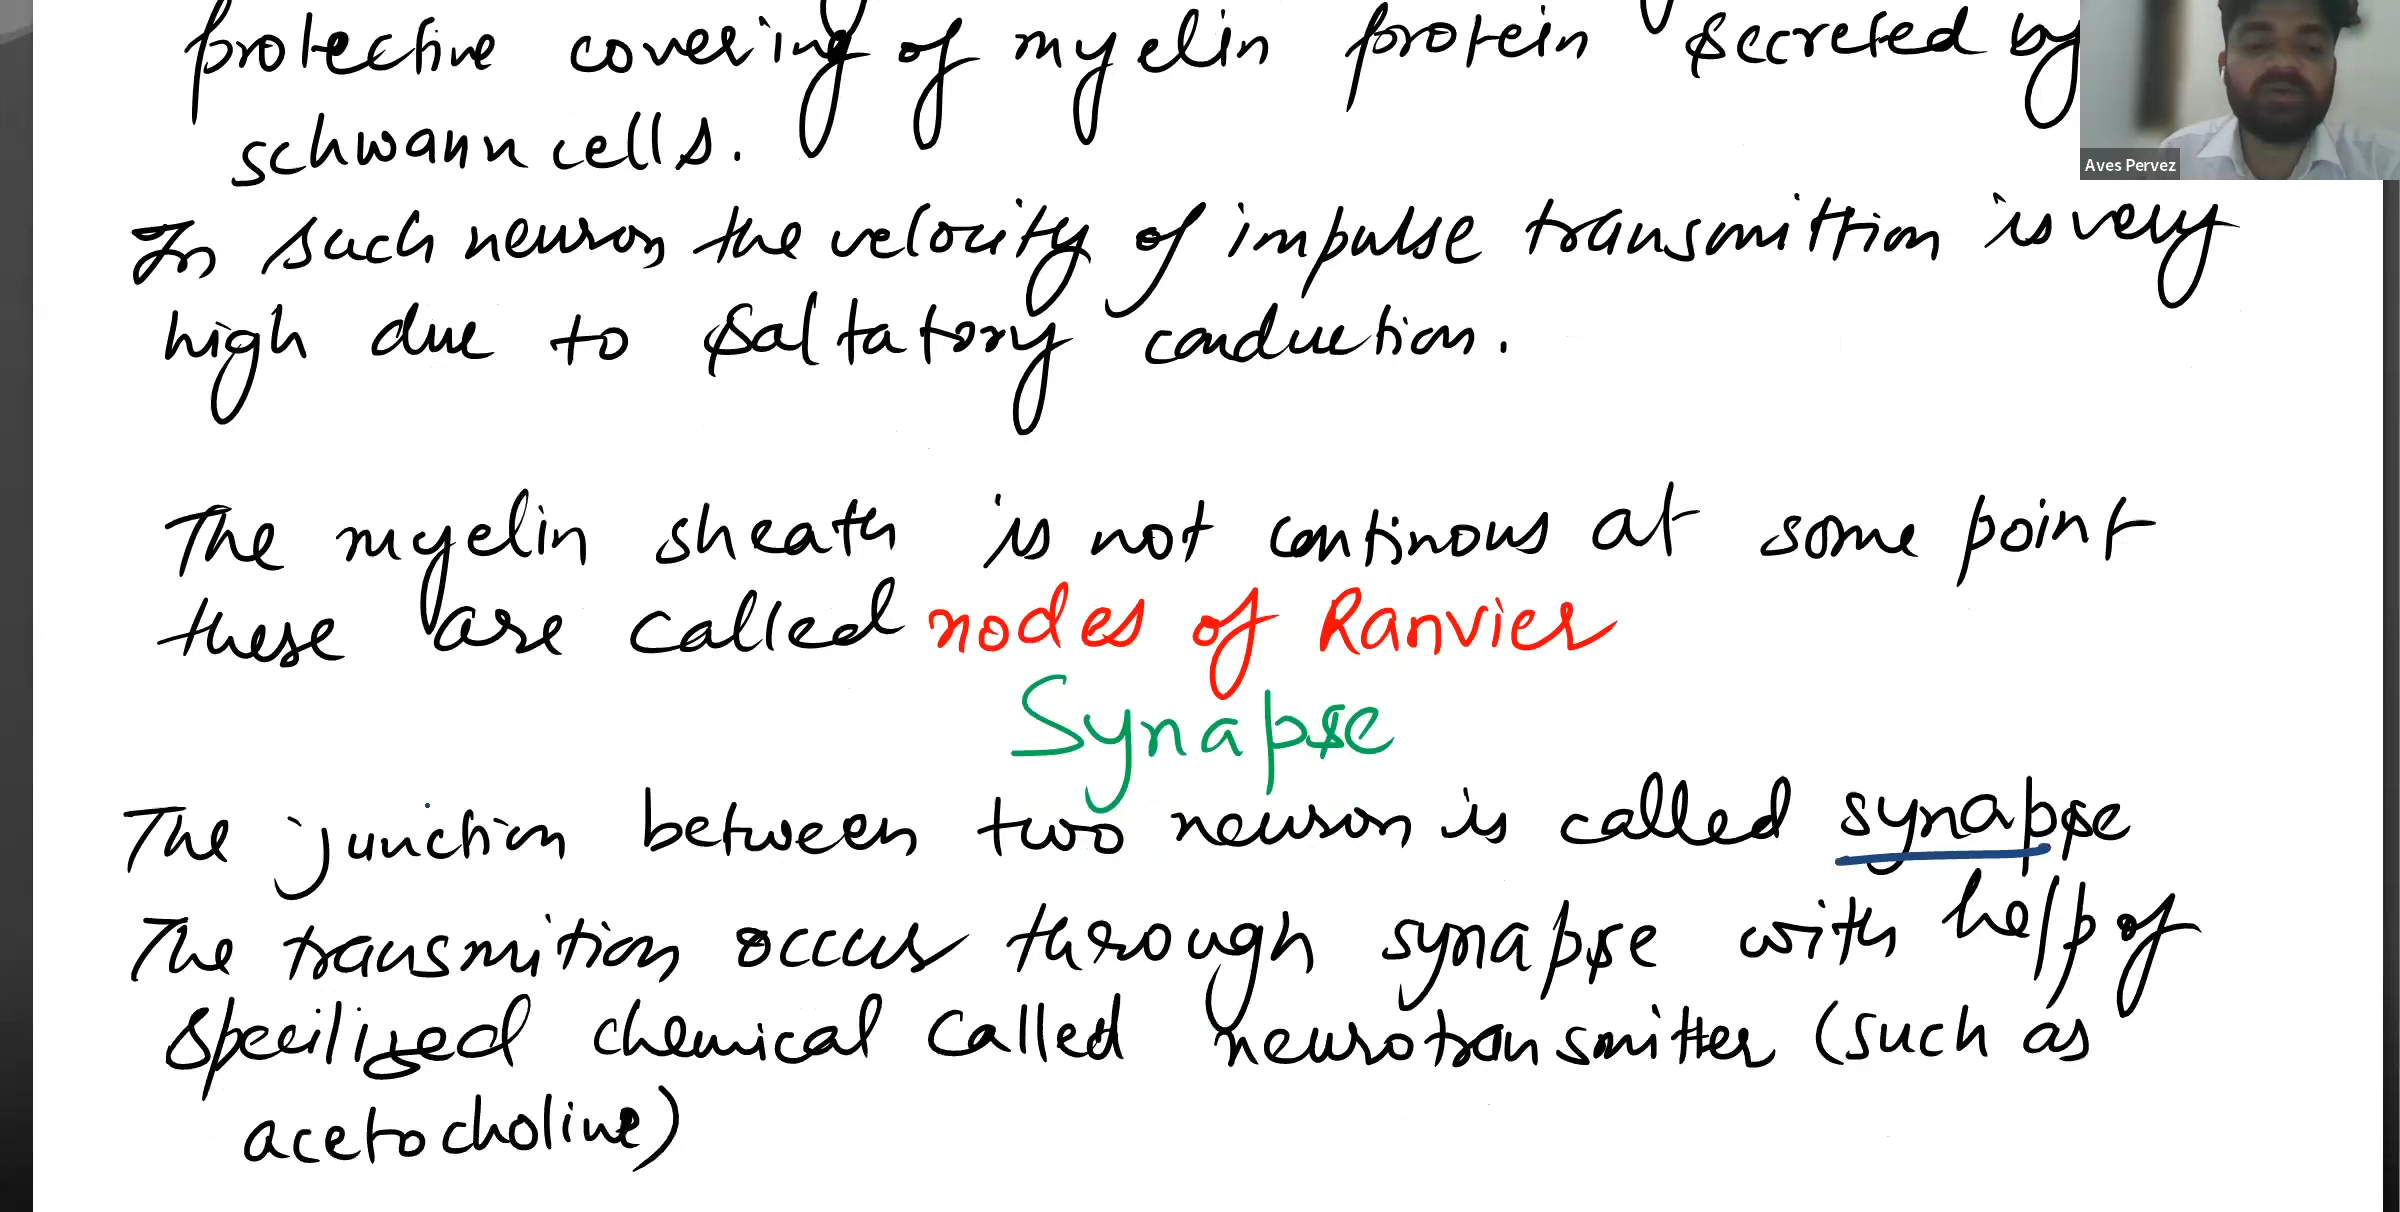 protective covering of myelin protein secreted by
schwann cells.
In such neuron the velocity of impulse transmittion is very
high due to saltatory conduction.
The myelin sheath is not continous at some point
these are called nodes of Ranvier
Synapse
The junction between two neuron is called synapse
The transmition occur through synapse with help of
specilized chemical called neurotransmitter (such as
acetocholine)
Aves Pervez